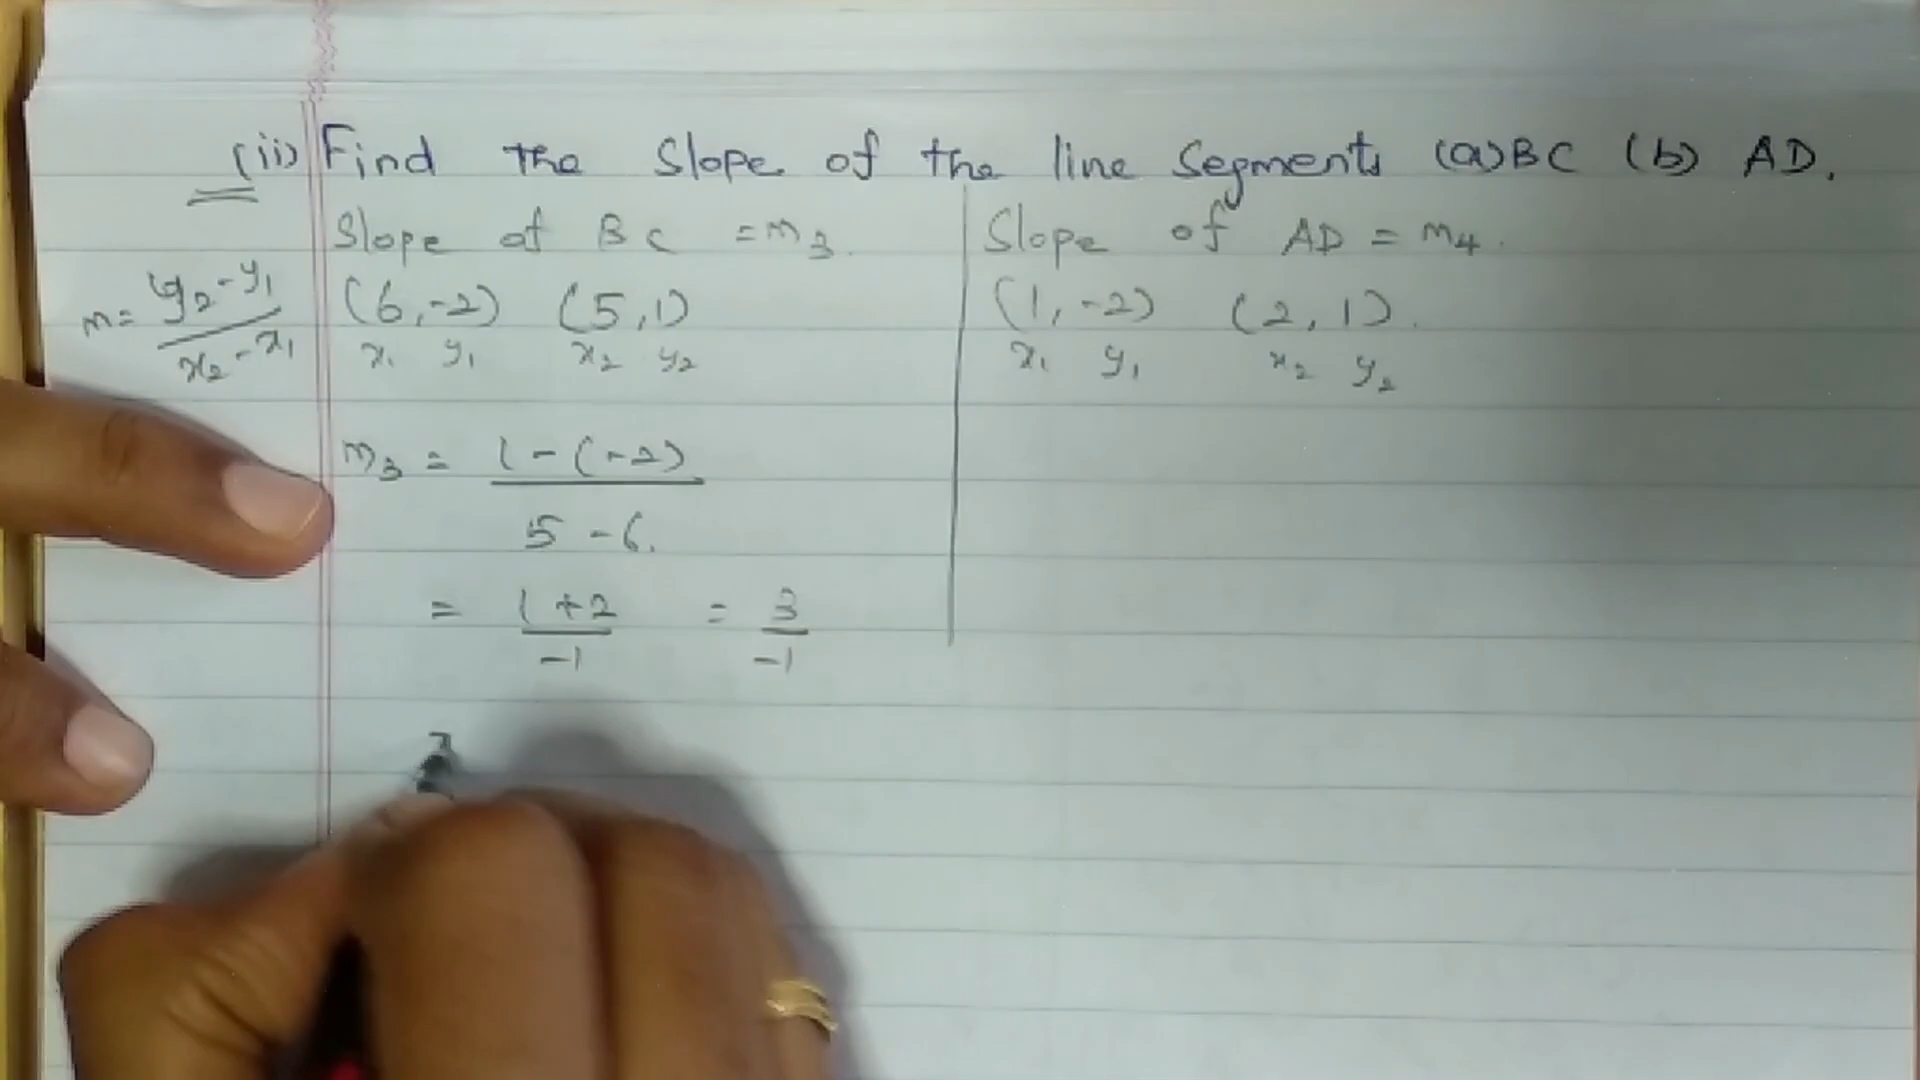 (ii) Find the Slope of the line Segments (a) BC (b) AD.
Slope of BC = m₃.
m = y₂-y₁ / x₂-x₁
(6,-2) (5,1)
x₁ y₁ x₂ y₂
m₃ = 1-(-2) / 5-6.
= 1+2 / -1 = 3 / -1
Slope of AD = m₄.
(1,-2) (2,1).
x₁ y₁ x₂ y₂